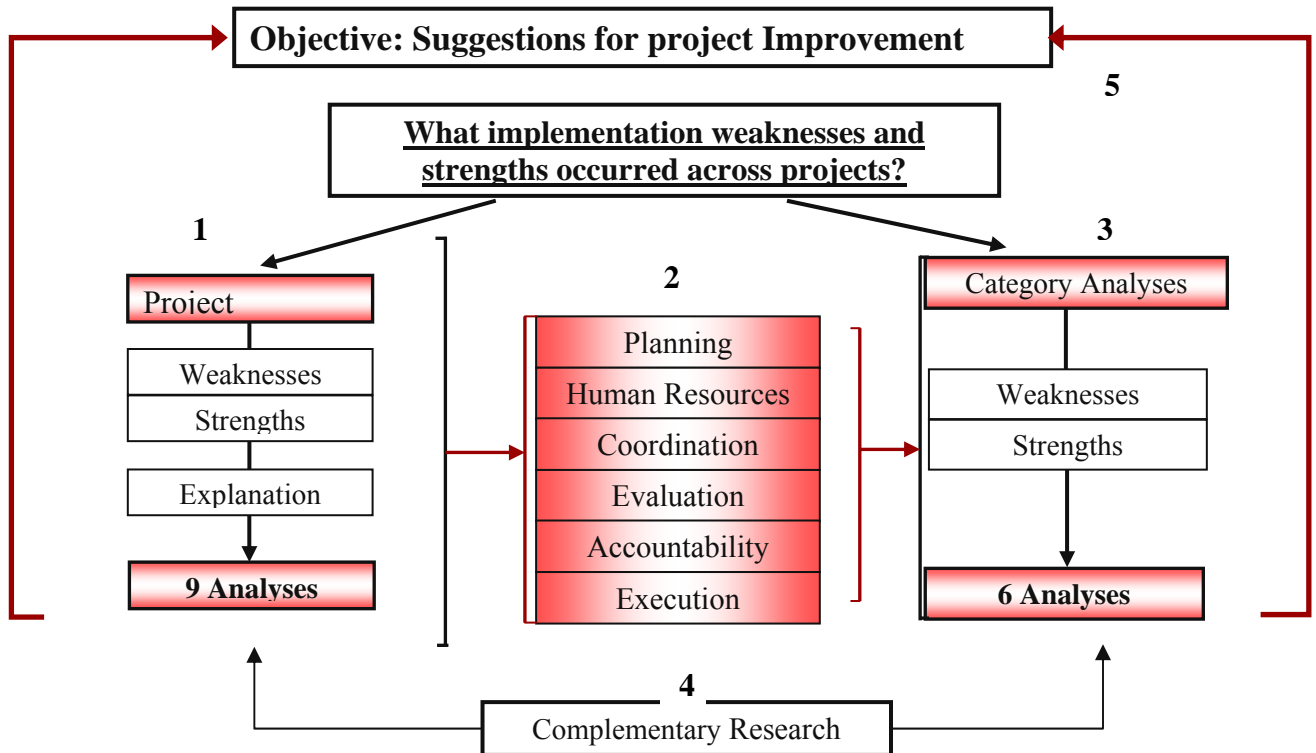 Objective: Suggestions for project Improvement
5
What implementation weaknesses and
strengths occurred across projects?
1
Project
Weaknesses
Strengths
Explanation
9 Analyses
2
Planning
Human Resources
Coordination
Evaluation
Accountability
Execution
3
Category Analyses
Weaknesses
Strengths
6 Analyses
4
Complementary Research